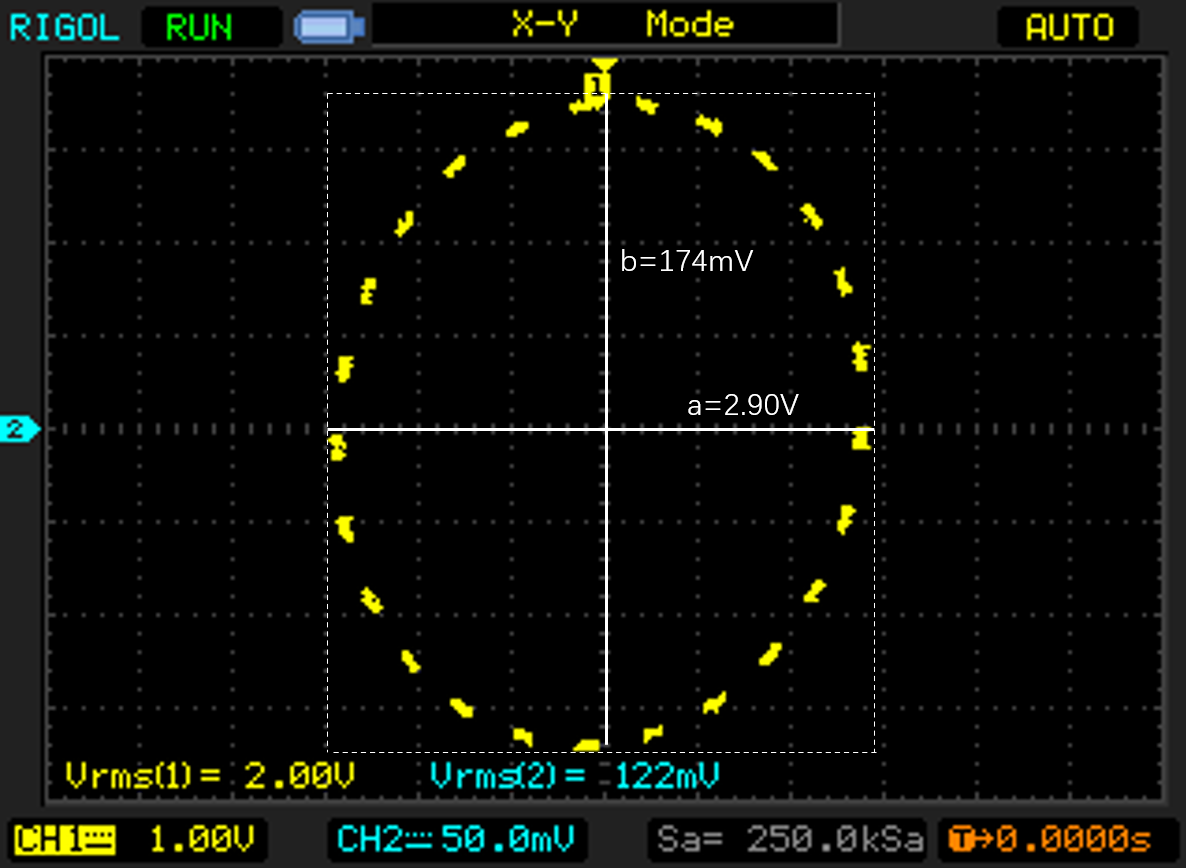 RIGOL RUN X-Y Mode AUTO
1
b=174mV
a=2.90V
2
Vrms(1)= 2.00V Vrms(2)= 122mV
CH1 1.00V CH2 50.0mV Sa= 250.0kSa T→0.0000s